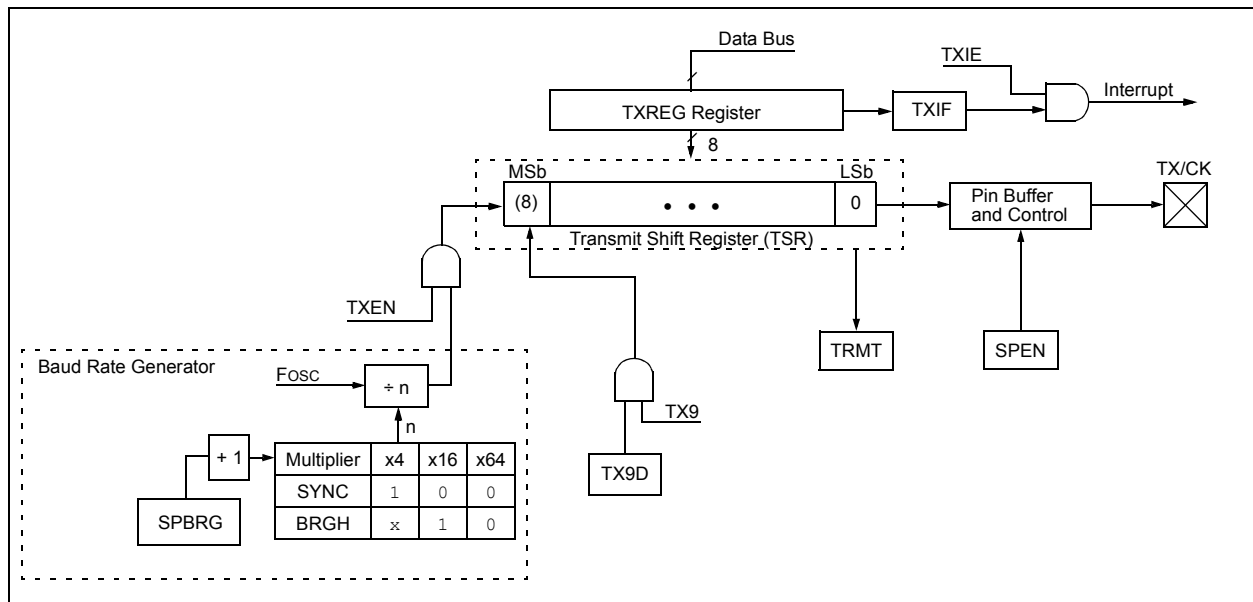 Data Bus
TXIE
Interrupt
TXREG Register
TXIF
8
MSb
LSb
TX/CK
(8)
• • •
0
Pin Buffer
and Control
Transmit Shift Register (TSR)
TXEN
TRMT
SPEN
Baud Rate Generator
FOSC
÷ n
n
TX9
+ 1
Multiplier x4 x16 x64
TX9D
SYNC 1 0 0
SPBRG
BRGH x 1 0